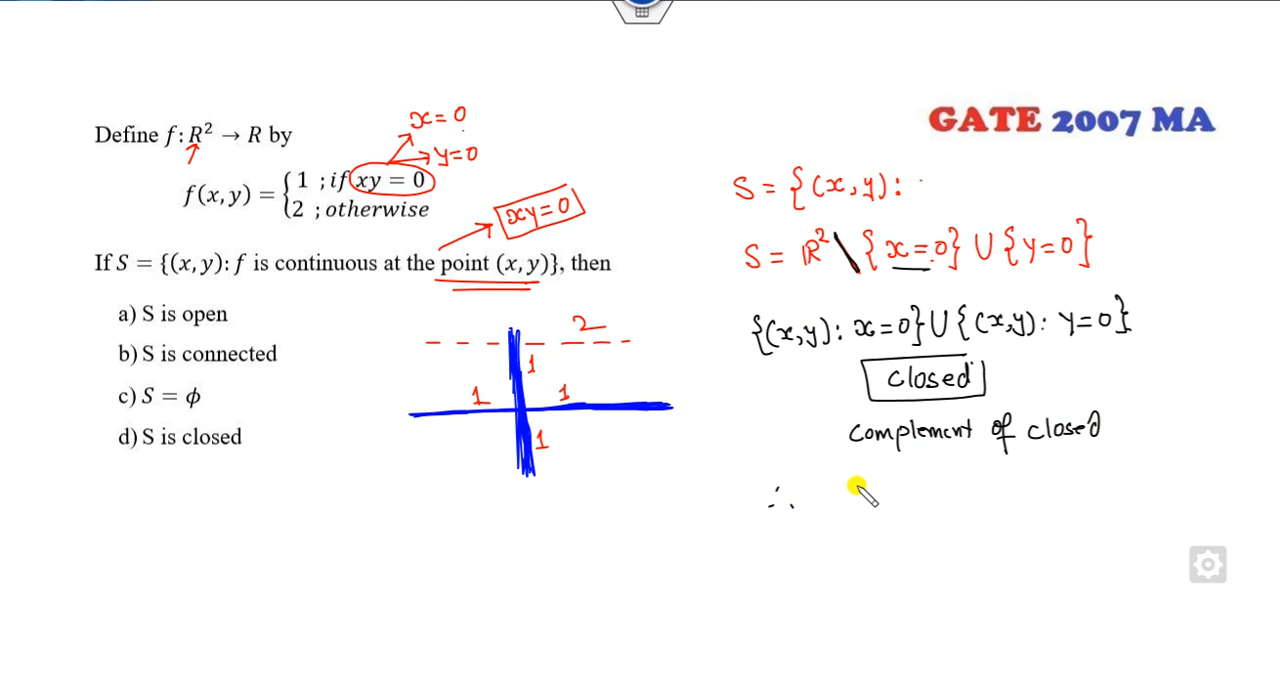 GATE 2007 MA
Define f: R² → R by
x = 0
y=0
f(x, y) = {1 ; if xy = 0
2 ; otherwise
xy = 0
If S = {(x, y): f is continuous at the point (x, y)}, then
a) S is open
b) S is connected
c) S = ϕ
d) S is closed
2
1
1 1
1
S = {(x,y):
S = ℝ² \ {x=0} ∪ {y=0}
{(x,y): x=0} ∪ {(x,y): y=0}
closed
complement of closed
∴